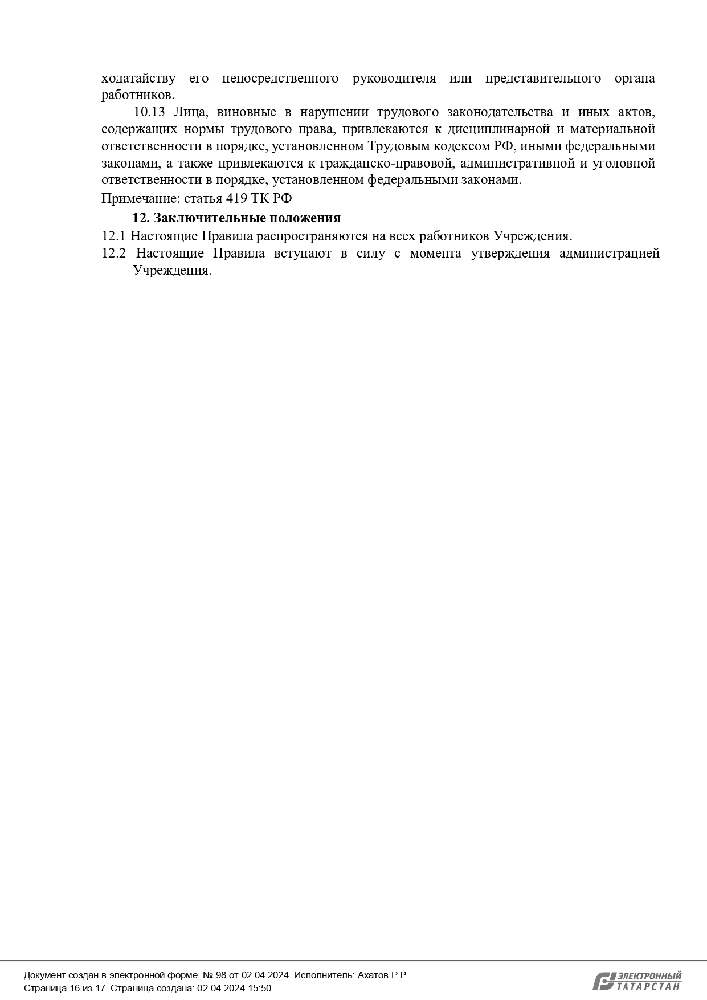 ходатайству его непосредственного руководителя или представительного органа
работников.
10.13 Лица, виновные в нарушении трудового законодательства и иных актов,
содержащих нормы трудового права, привлекаются к дисциплинарной и материальной
ответственности в порядке, установленном Трудовым кодексом РФ, иными федеральными
законами, а также привлекаются к гражданско-правовой, административной и уголовной
ответственности в порядке, установленном федеральными законами.
Примечание: статья 419 ТК РФ
12. Заключительные положения
12.1 Настоящие Правила распространяются на всех работников Учреждения.
12.2 Настоящие Правила вступают в силу с момента утверждения администрацией
Учреждения.
Документ создан в электронной форме. № 98 от 02.04.2024. Исполнитель: Ахатов Р.Р.
Страница 16 из 17. Страница создана: 02.04.2024 15:50
ЭЛЕКТРОННЫЙ
ТАТАРСТАН